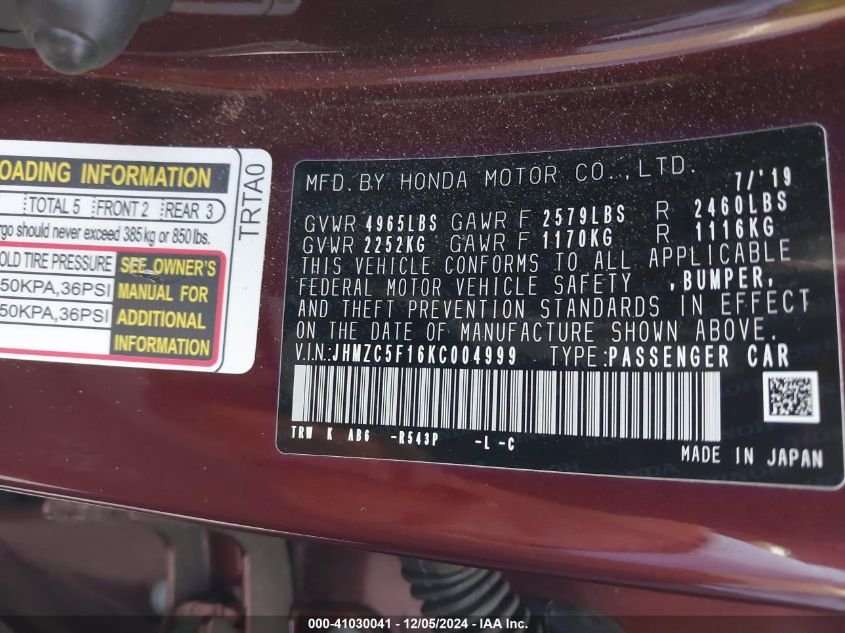 OADING INFORMATION
TOTAL 5 FRONT 2 REAR 3
rgo should never exceed 385 kg or 850 lbs.
OLD TIRE PRESSURE
50KPA,36PSI
50KPA,36PSI
SEE OWNER'S
MANUAL FOR
ADDITIONAL
INFORMATION
TRTA0
MFD.BY HONDA MOTOR CO.,LTD. 7/'19
GVWR 4965LBS GAWR F 2579LBS R 2460LBS
GVWR 2252KG GAWR F 1170KG R 1116KG
THIS VEHICLE CONFORMS TO ALL APPLICABLE
FEDERAL MOTOR VEHICLE SAFETY ,BUMPER,
AND THEFT PREVENTION STANDARDS IN EFFECT
ON THE DATE OF MANUFACTURE SHOWN ABOVE.
V.I.N:JHMZC5F16KC004999 TYPE:PASSENGER CAR
TRW K AB6 -R543P -L -C
MADE IN JAPAN
000-41030041 - 12/05/2024 - IAA Inc.